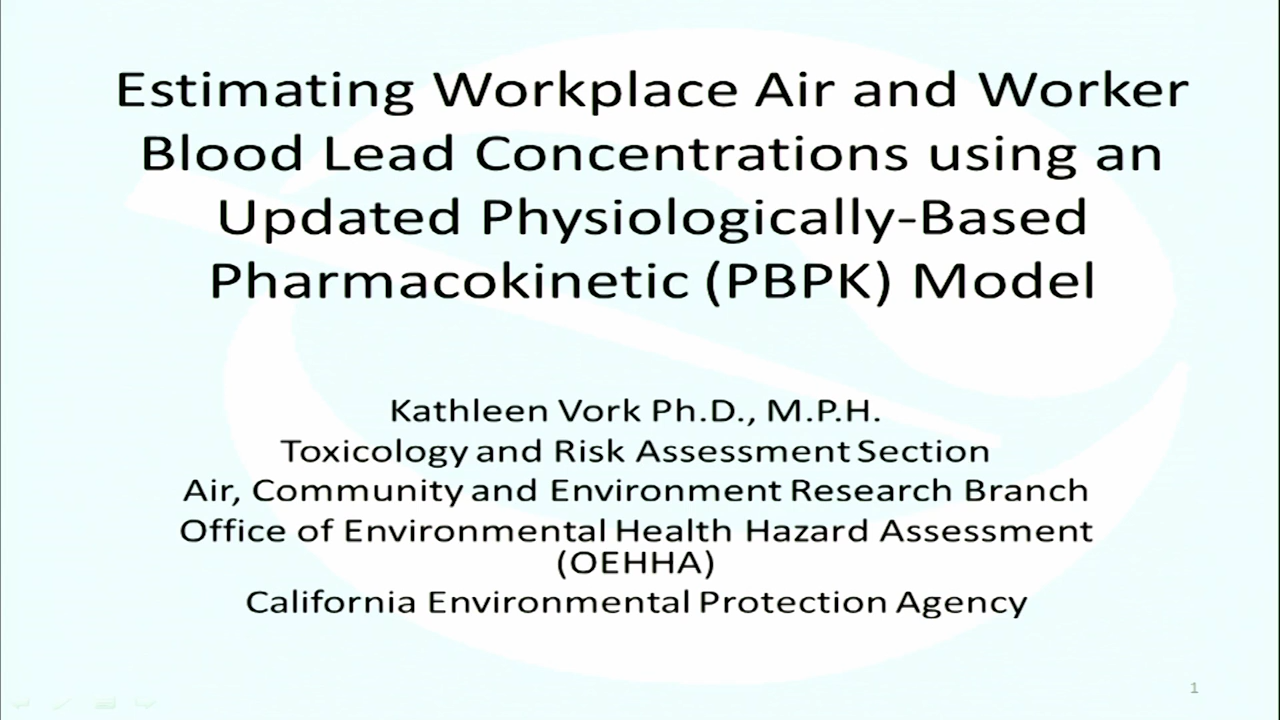 Estimating Workplace Air and Worker
Blood Lead Concentrations using an
Updated Physiologically-Based
Pharmacokinetic (PBPK) Model
Kathleen Vork Ph.D., M.P.H.
Toxicology and Risk Assessment Section
Air, Community and Environment Research Branch
Office of Environmental Health Hazard Assessment
(OEHHA)
California Environmental Protection Agency
1